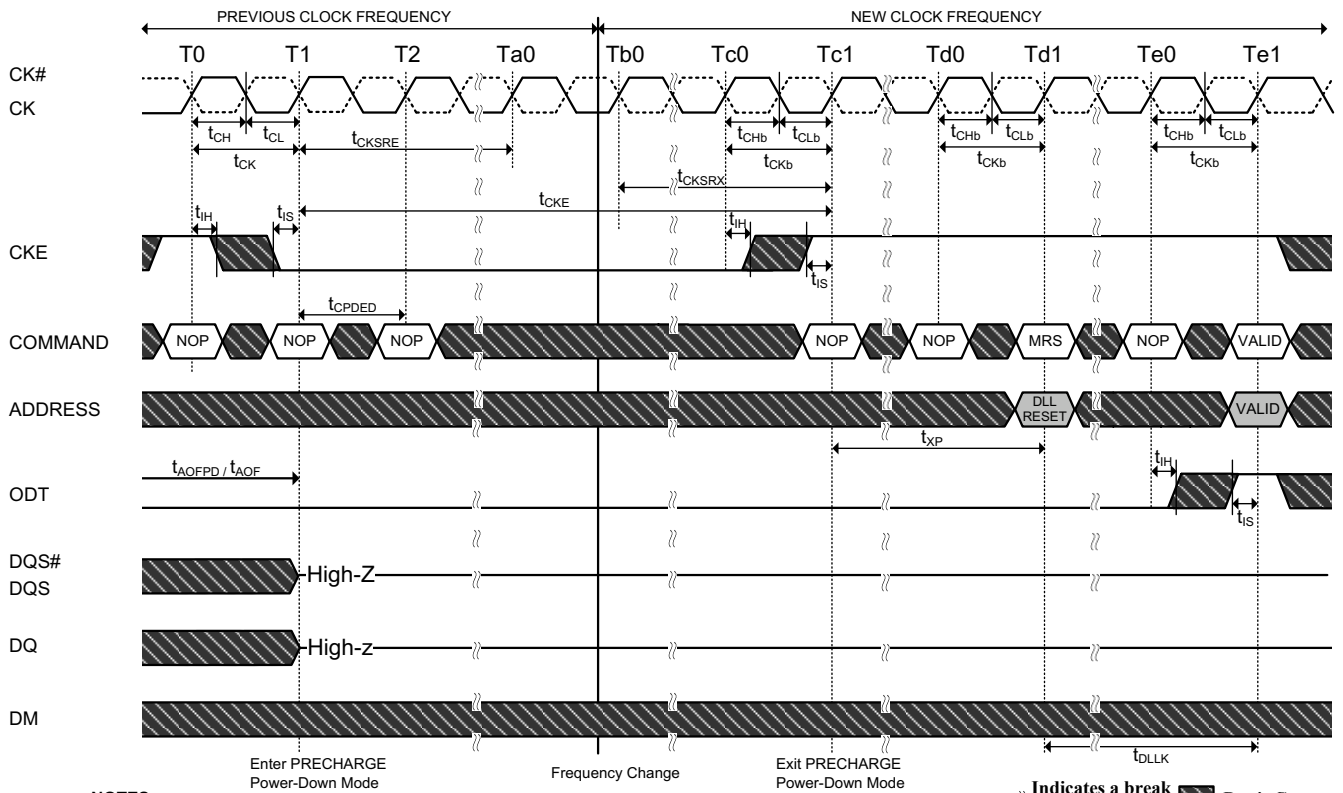 PREVIOUS CLOCK FREQUENCY NEW CLOCK FREQUENCY
T0 T1 T2 Ta0 Tb0 Tc0 Tc1 Td0 Td1 Te0 Te1
CK#
CK
tCH tCL tCHb tCLb tCHb tCLb tCHb tCLb
tCK tCKSRE tCKb tCKb tCKb
tCKSRX
tCKE
tIH tIS tIH
CKE
tIS
tCPDED
COMMAND NOP NOP NOP NOP NOP MRS NOP VALID
ADDRESS DLL RESET VALID
tXP
tAOFPD / tAOF tIH
ODT
tIS
DQS#
DQS High-Z
DQ High-z
DM
tDLLK
Enter PRECHARGE
Power-Down Mode
Frequency Change
Exit PRECHARGE
Power-Down Mode
Indicates a break